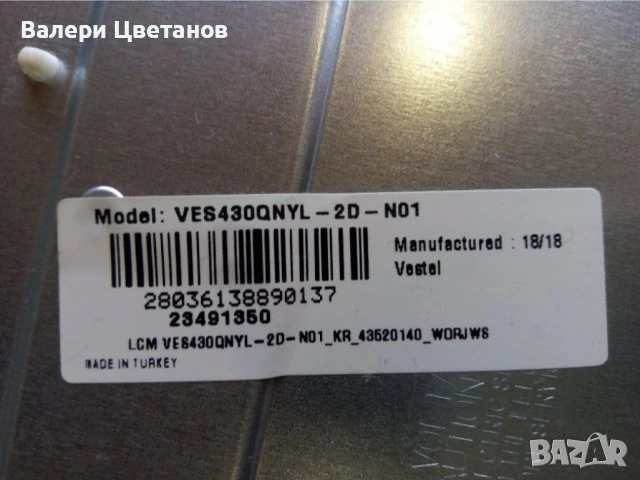 Валери Цветанов
Model: VES430QNYL-2D-N01
Manufactured : 18/18
Vestel
28036138890137
23491350
LCM VES430QNYL-2D-N01_KR_43520140_WORJWS
MADE IN TURKEY
BAZAR